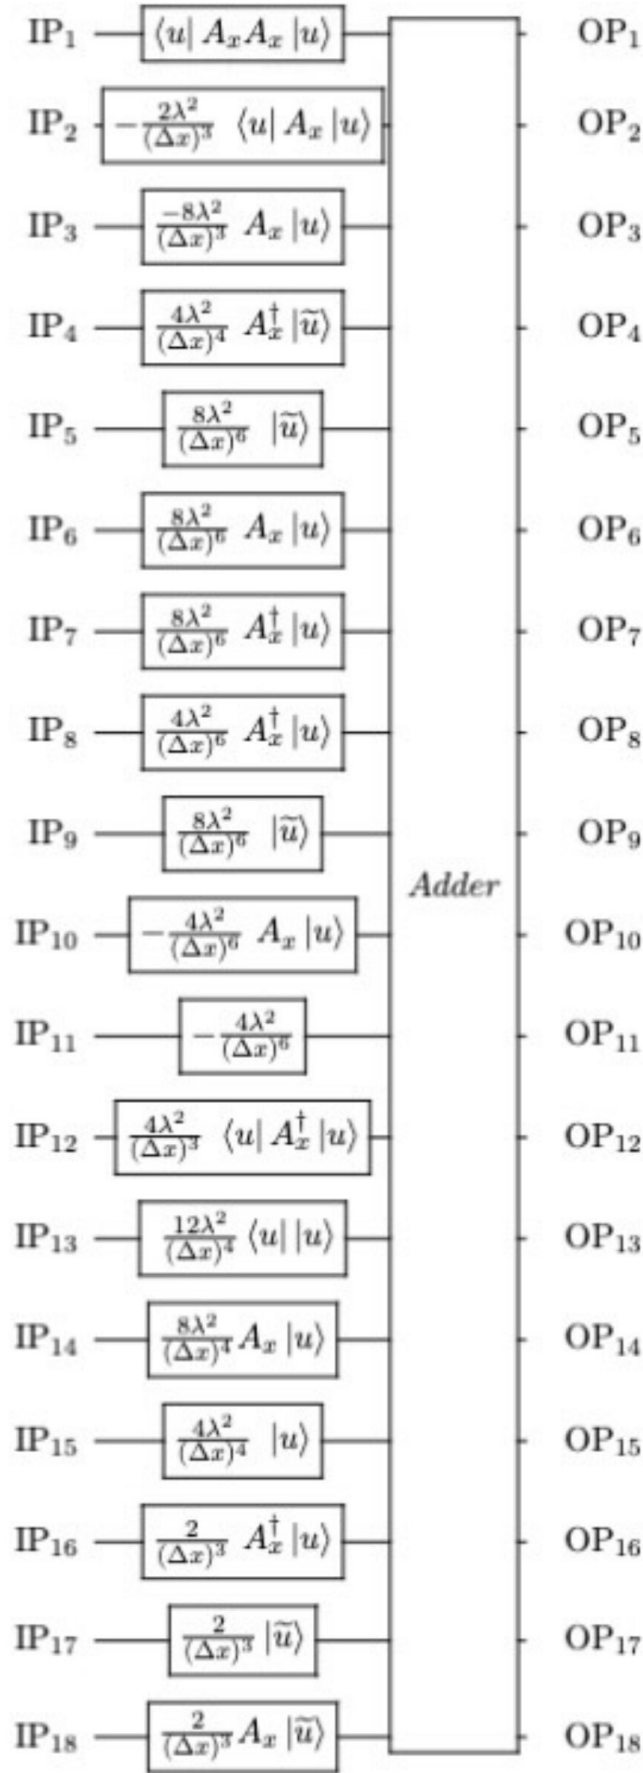 IP₁ ⟨u| AₓAₓ |u⟩ OP₁
IP₂ −2λ²/(Δx)³ ⟨u| Aₓ |u⟩ OP₂
IP₃ −8λ²/(Δx)³ Aₓ |u⟩ OP₃
IP₄ 4λ²/(Δx)⁴ Aₓ† |ũ⟩ OP₄
IP₅ 8λ²/(Δx)⁶ |ũ⟩ OP₅
IP₆ 8λ²/(Δx)⁶ Aₓ |u⟩ OP₆
IP₇ 8λ²/(Δx)⁶ Aₓ† |u⟩ OP₇
IP₈ 4λ²/(Δx)⁶ Aₓ† |u⟩ OP₈
IP₉ 8λ²/(Δx)⁶ |ũ⟩ OP₉
Adder
IP₁₀ −4λ²/(Δx)⁶ Aₓ |u⟩ OP₁₀
IP₁₁ −4λ²/(Δx)⁶ OP₁₁
IP₁₂ 4λ²/(Δx)³ ⟨u| Aₓ† |u⟩ OP₁₂
IP₁₃ 12λ²/(Δx)⁴ ⟨u| |u⟩ OP₁₃
IP₁₄ 8λ²/(Δx)⁴ Aₓ |u⟩ OP₁₄
IP₁₅ 4λ²/(Δx)⁴ |u⟩ OP₁₅
IP₁₆ 2/(Δx)³ Aₓ† |u⟩ OP₁₆
IP₁₇ 2/(Δx)³ |ũ⟩ OP₁₇
IP₁₈ 2/(Δx)³ Aₓ |ũ⟩ OP₁₈